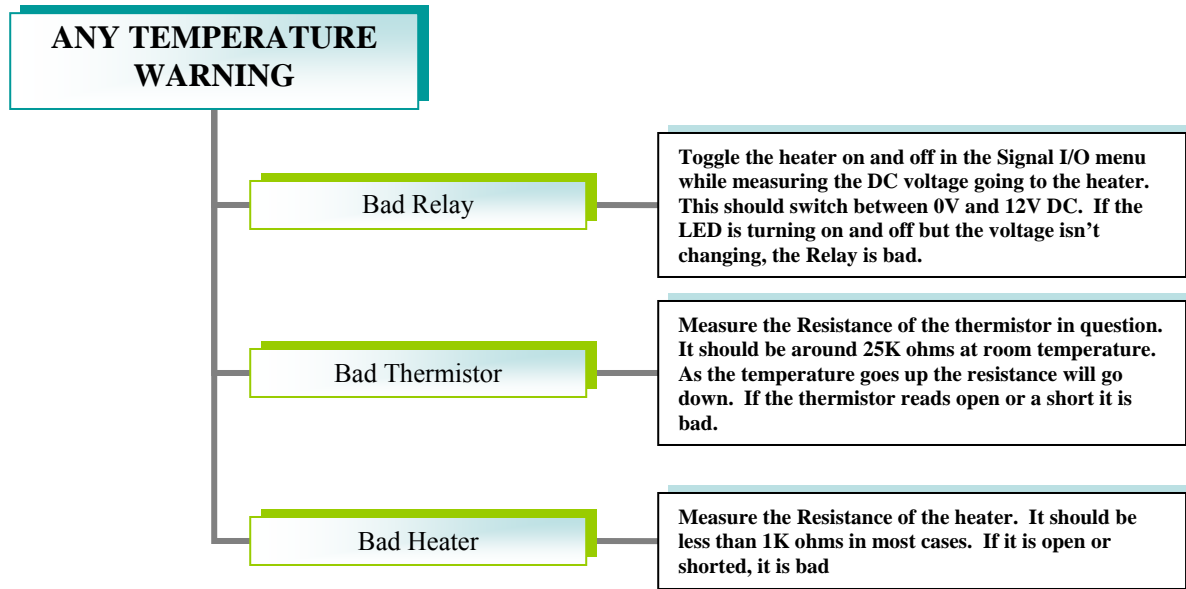 ANY TEMPERATURE
WARNING
Bad Relay
Toggle the heater on and off in the Signal I/O menu
while measuring the DC voltage going to the heater.
This should switch between 0V and 12V DC.  If the
LED is turning on and off but the voltage isn't
changing, the Relay is bad.
Bad Thermistor
Measure the Resistance of the thermistor in question.
It should be around 25K ohms at room temperature.
As the temperature goes up the resistance will go
down.  If the thermistor reads open or a short it is
bad.
Bad Heater
Measure the Resistance of the heater.  It should be
less than 1K ohms in most cases.  If it is open or
shorted, it is bad